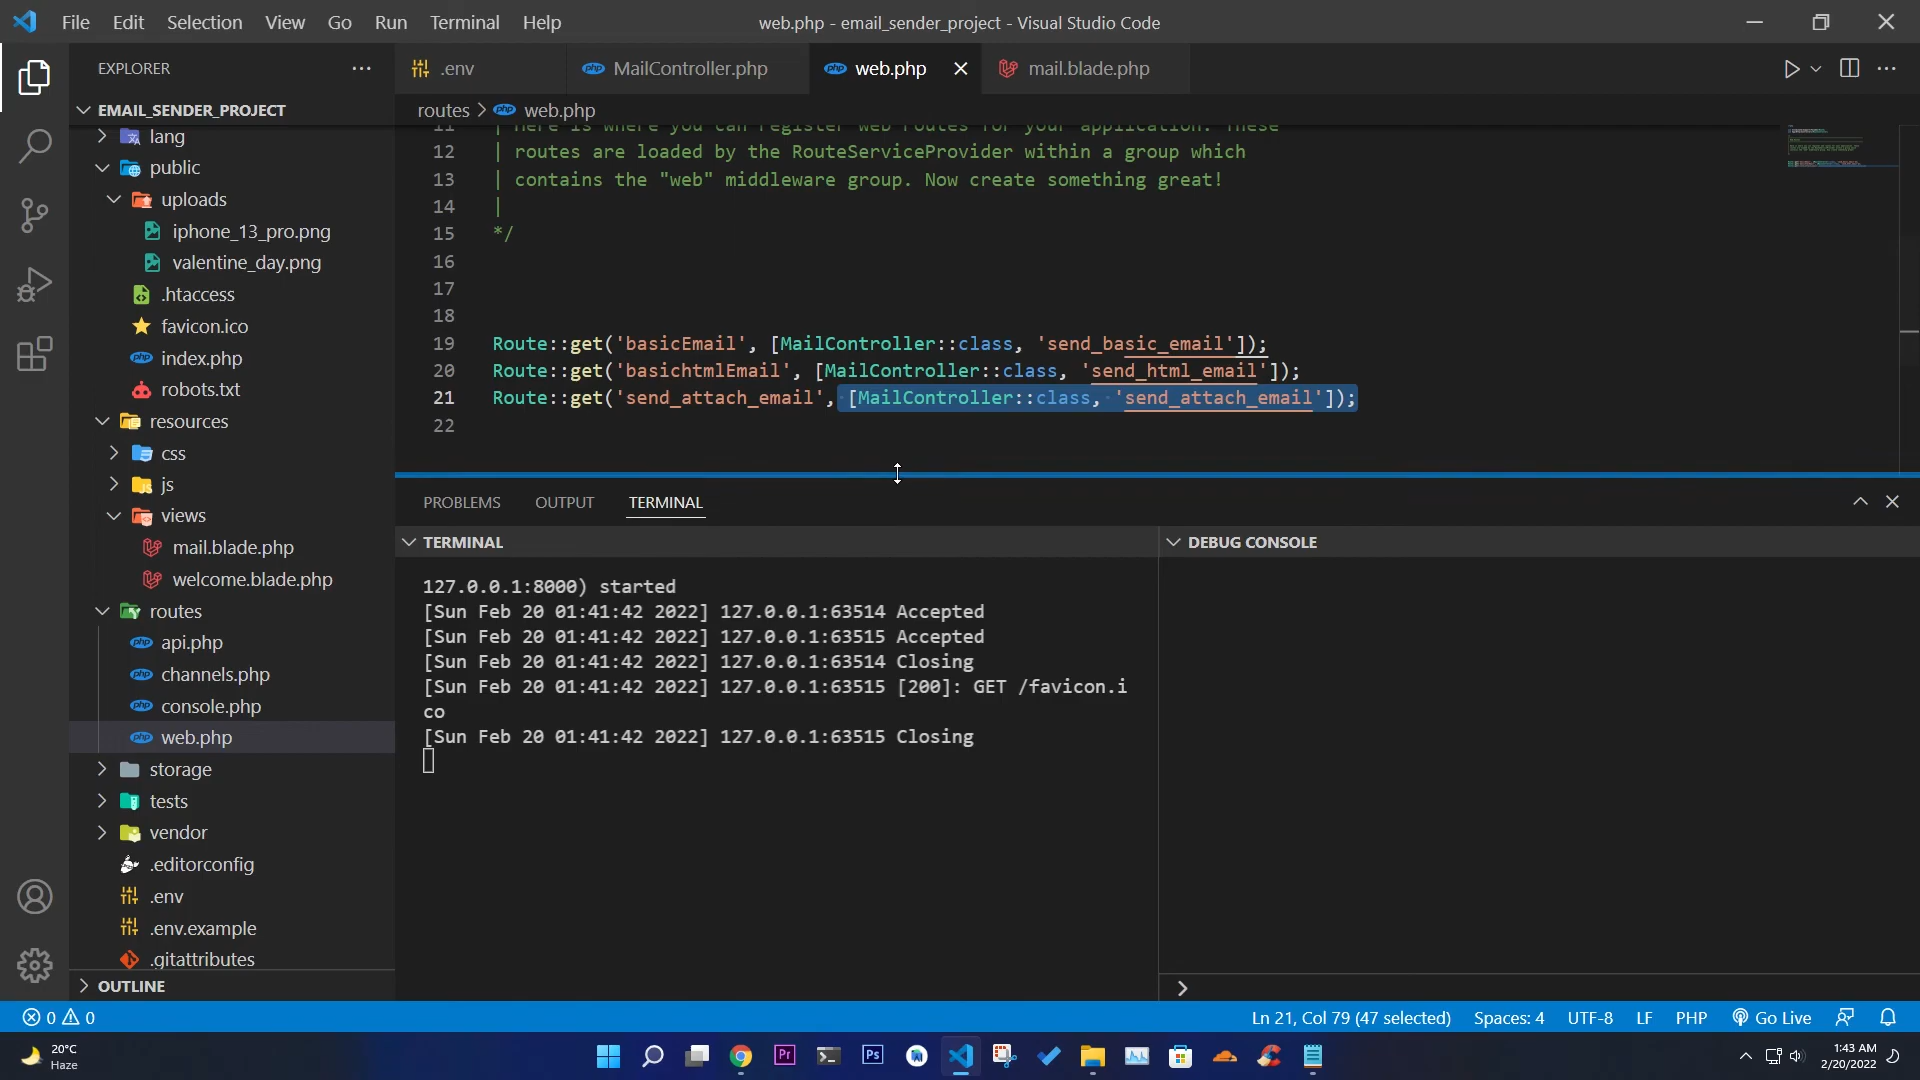 File Edit Selection View Go Run Terminal Help
web.php - email_sender_project - Visual Studio Code
EXPLORER
.env
MailController.php
web.php
mail.blade.php
EMAIL_SENDER_PROJECT
routes > web.php
lang
public
uploads
iphone_13_pro.png
valentine_day.png
.htaccess
favicon.ico
index.php
robots.txt
resources
css
js
views
mail.blade.php
welcome.blade.php
routes
api.php
channels.php
console.php
web.php
storage
tests
vendor
.editorconfig
.env
.env.example
.gitattributes
OUTLINE
11 | Here is where you can register web routes for your application. These
12 | routes are loaded by the RouteServiceProvider within a group which
13 | contains the "web" middleware group. Now create something great!
14 |
15 */
16
17
18
19 Route::get('basicEmail', [MailController::class, 'send_basic_email']);
20 Route::get('basichtmlEmail', [MailController::class, 'send_html_email']);
21 Route::get('send_attach_email', [MailController::class, 'send_attach_email']);
22
PROBLEMS OUTPUT TERMINAL
TERMINAL
127.0.0.1:8000) started
[Sun Feb 20 01:41:42 2022] 127.0.0.1:63514 Accepted
[Sun Feb 20 01:41:42 2022] 127.0.0.1:63515 Accepted
[Sun Feb 20 01:41:42 2022] 127.0.0.1:63514 Closing
[Sun Feb 20 01:41:42 2022] 127.0.0.1:63515 [200]: GET /favicon.i
co
[Sun Feb 20 01:41:42 2022] 127.0.0.1:63515 Closing
DEBUG CONSOLE
0 0
Ln 21, Col 79 (47 selected) Spaces: 4 UTF-8 LF PHP Go Live
20°C
Haze
Pr
Ps
1:43 AM
2/20/2022